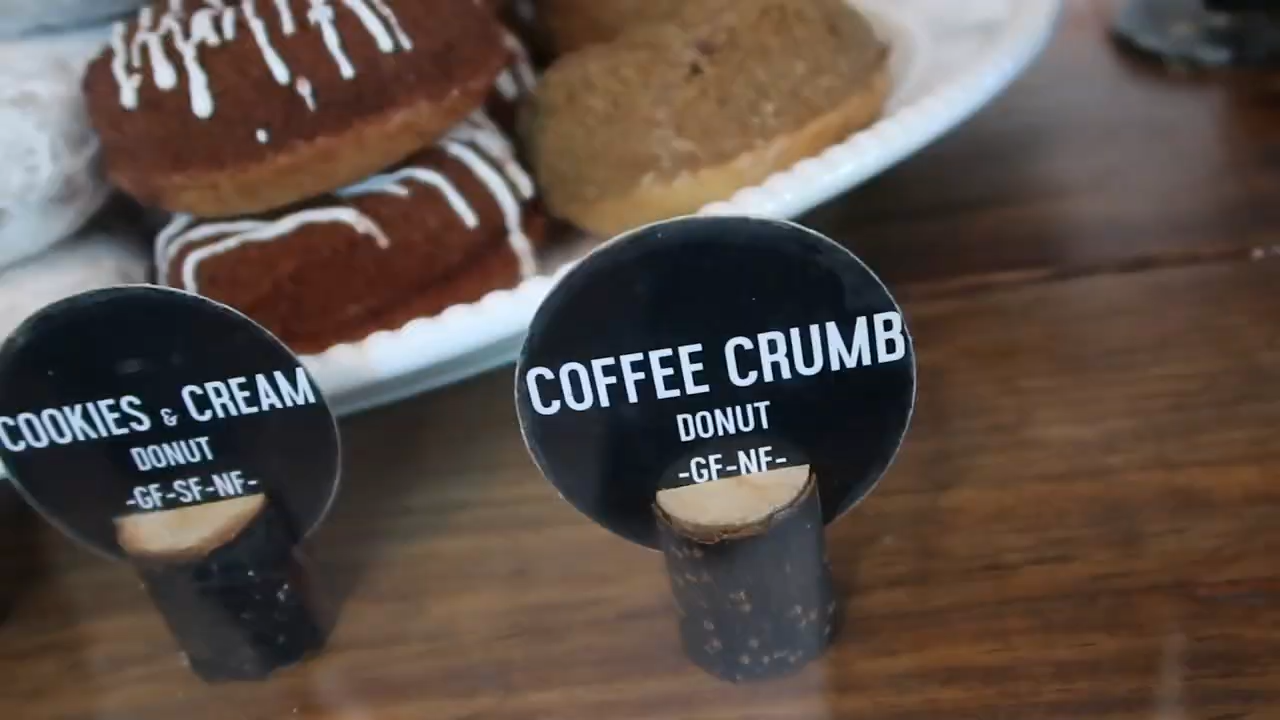 COOKIES & CREAM
DONUT
-GF-SF-NF-
COFFEE CRUMB
DONUT
-GF-NF-